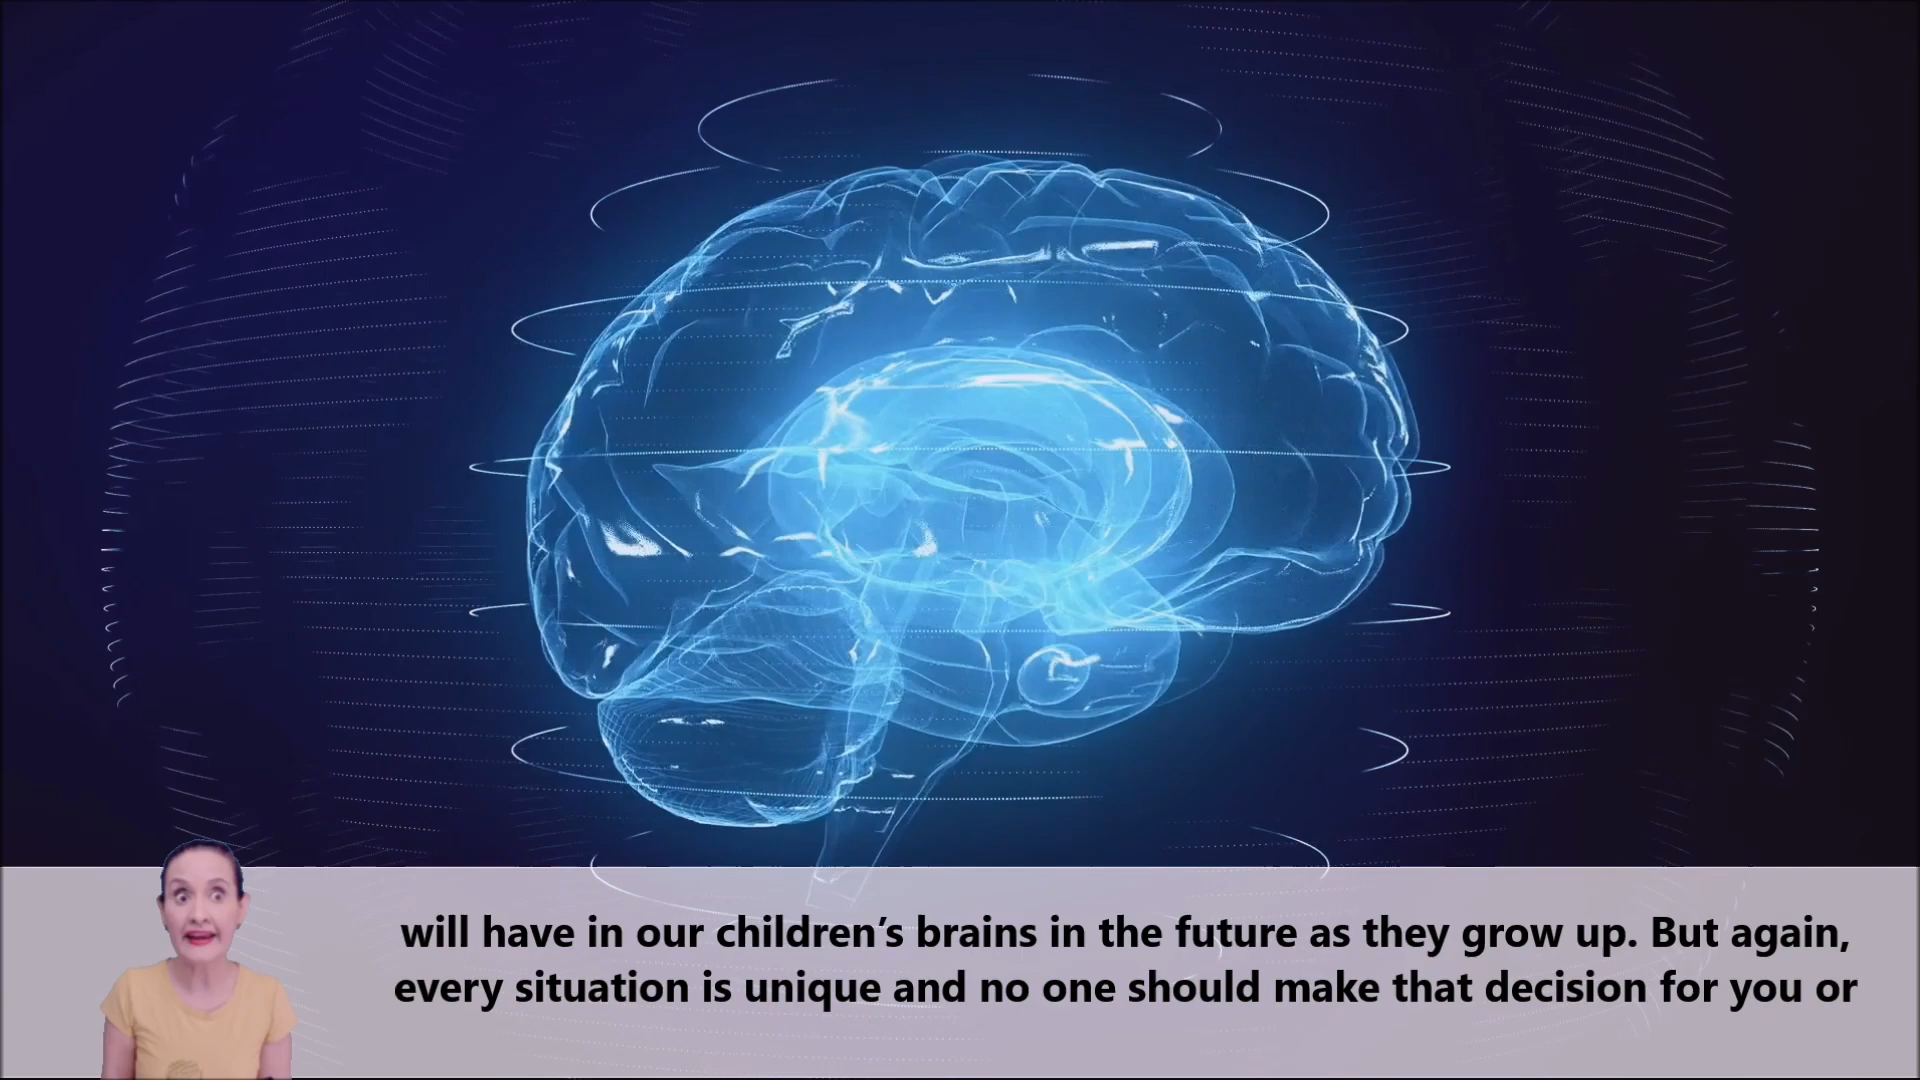 will have in our children’s brains in the future as they grow up. But again,
every situation is unique and no one should make that decision for you or